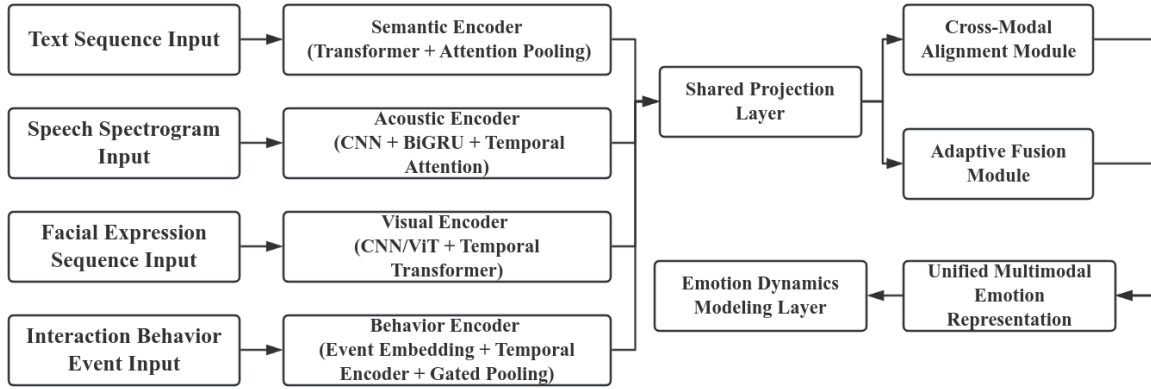 Text Sequence Input
Semantic Encoder
(Transformer + Attention Pooling)
Speech Spectrogram
Input
Acoustic Encoder
(CNN + BiGRU + Temporal
Attention)
Facial Expression
Sequence Input
Visual Encoder
(CNN/ViT + Temporal
Transformer)
Interaction Behavior
Event Input
Behavior Encoder
(Event Embedding + Temporal
Encoder + Gated Pooling)
Shared Projection
Layer
Cross-Modal
Alignment Module
Adaptive Fusion
Module
Unified Multimodal
Emotion
Representation
Emotion Dynamics
Modeling Layer